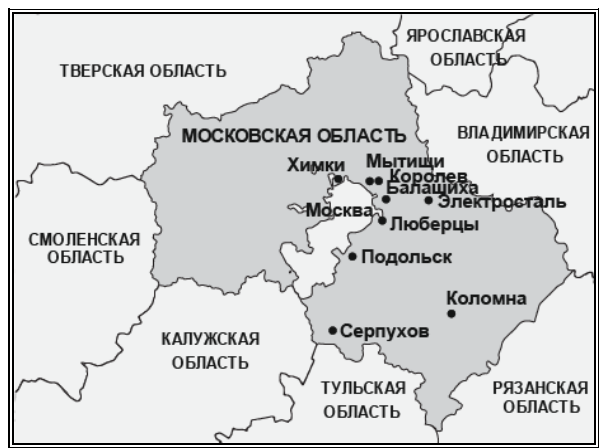 ЯРОСЛАВСКАЯ
ОБЛАСТЬ
ТВЕРСКАЯ ОБЛАСТЬ
МОСКОВСКАЯ ОБЛАСТЬ
ВЛАДИМИРСКАЯ
ОБЛАСТЬ
Химки
Мытищи
Королев
Балашиха
Электросталь
Москва
Люберцы
СМОЛЕНСКАЯ
ОБЛАСТЬ
Подольск
Коломна
Серпухов
КАЛУЖСКАЯ
ОБЛАСТЬ
ТУЛЬСКАЯ
ОБЛАСТЬ
РЯЗАНСКАЯ
ОБЛАСТЬ